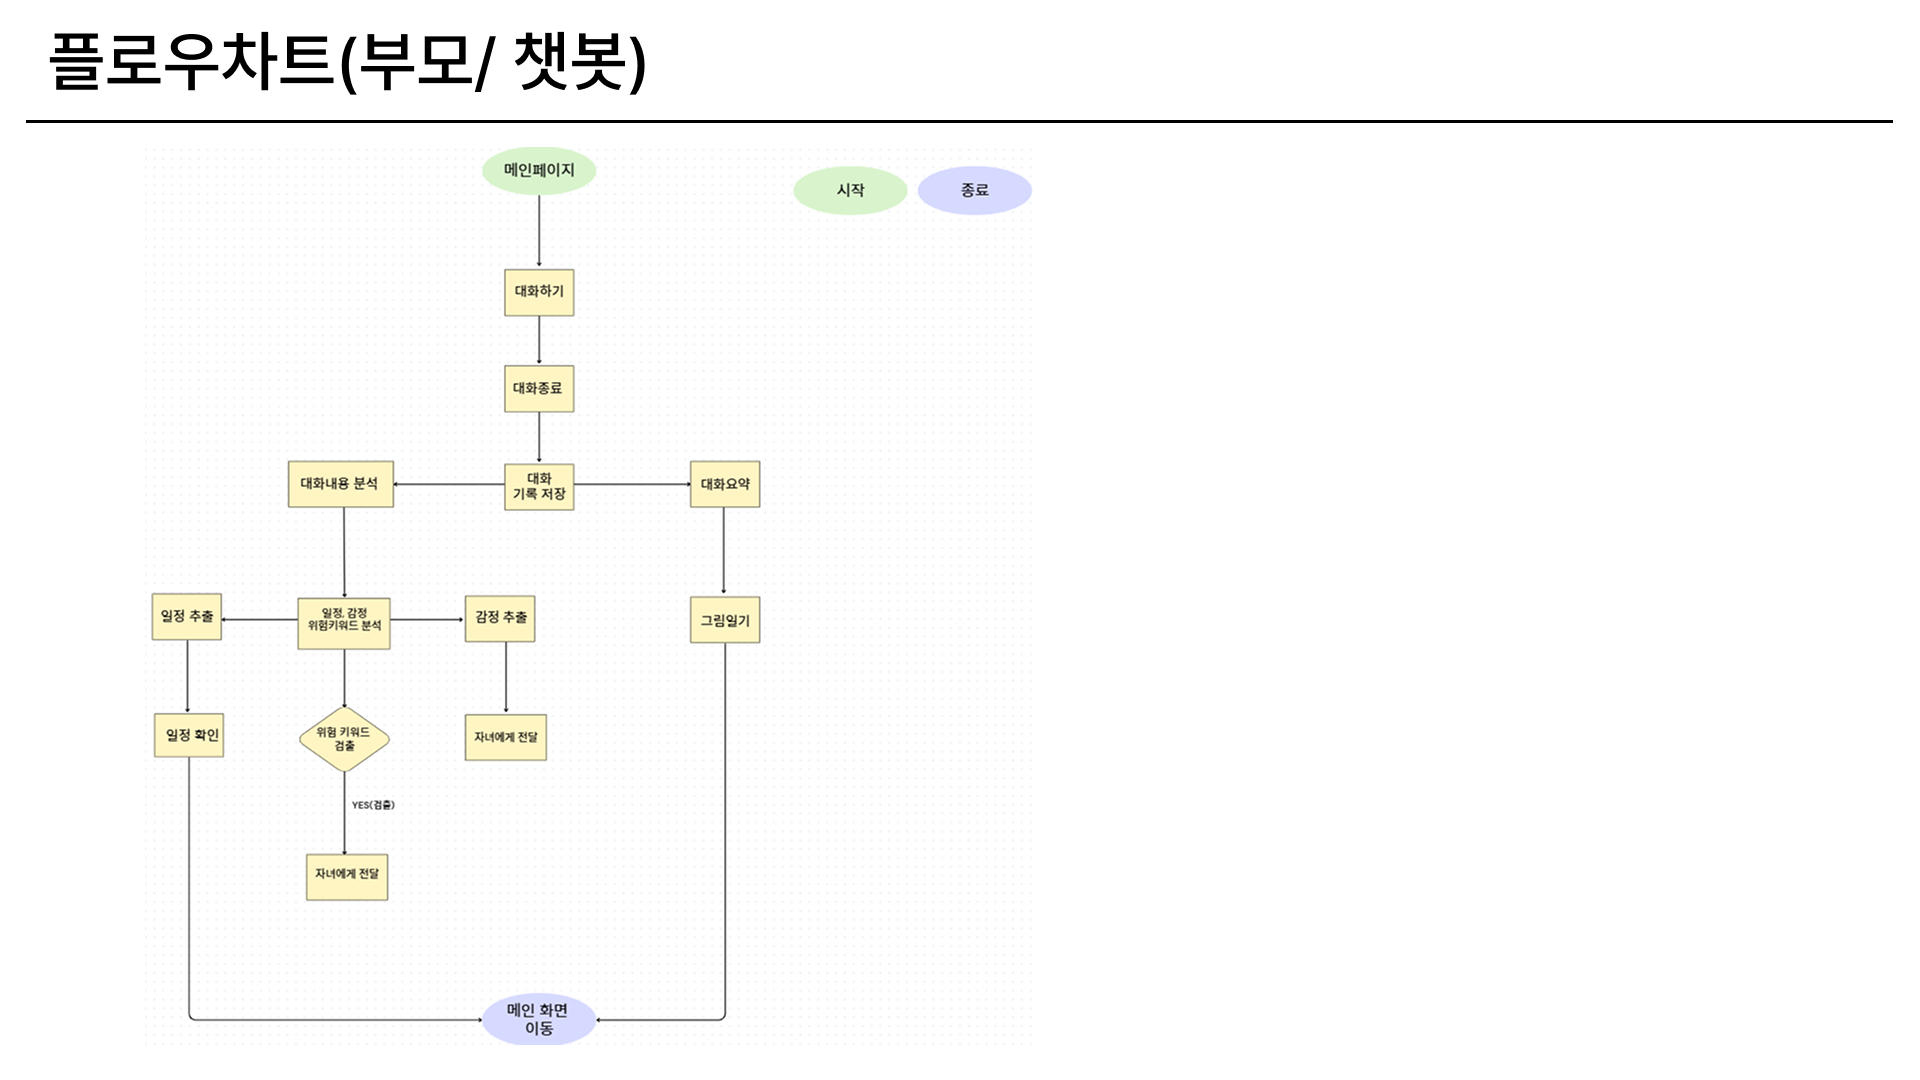 플로우차트(부모/ 챗봇)
메인페이지
시작
종료
대화하기
대화종료
대화내용 분석
대화
기록 저장
대화요약
일정 추출
일정, 감정
위험키워드 분석
감정 추출
그림일기
일정 확인
위험 키워드
검출
자녀에게 전달
YES(검출)
자녀에게 전달
메인 화면
이동